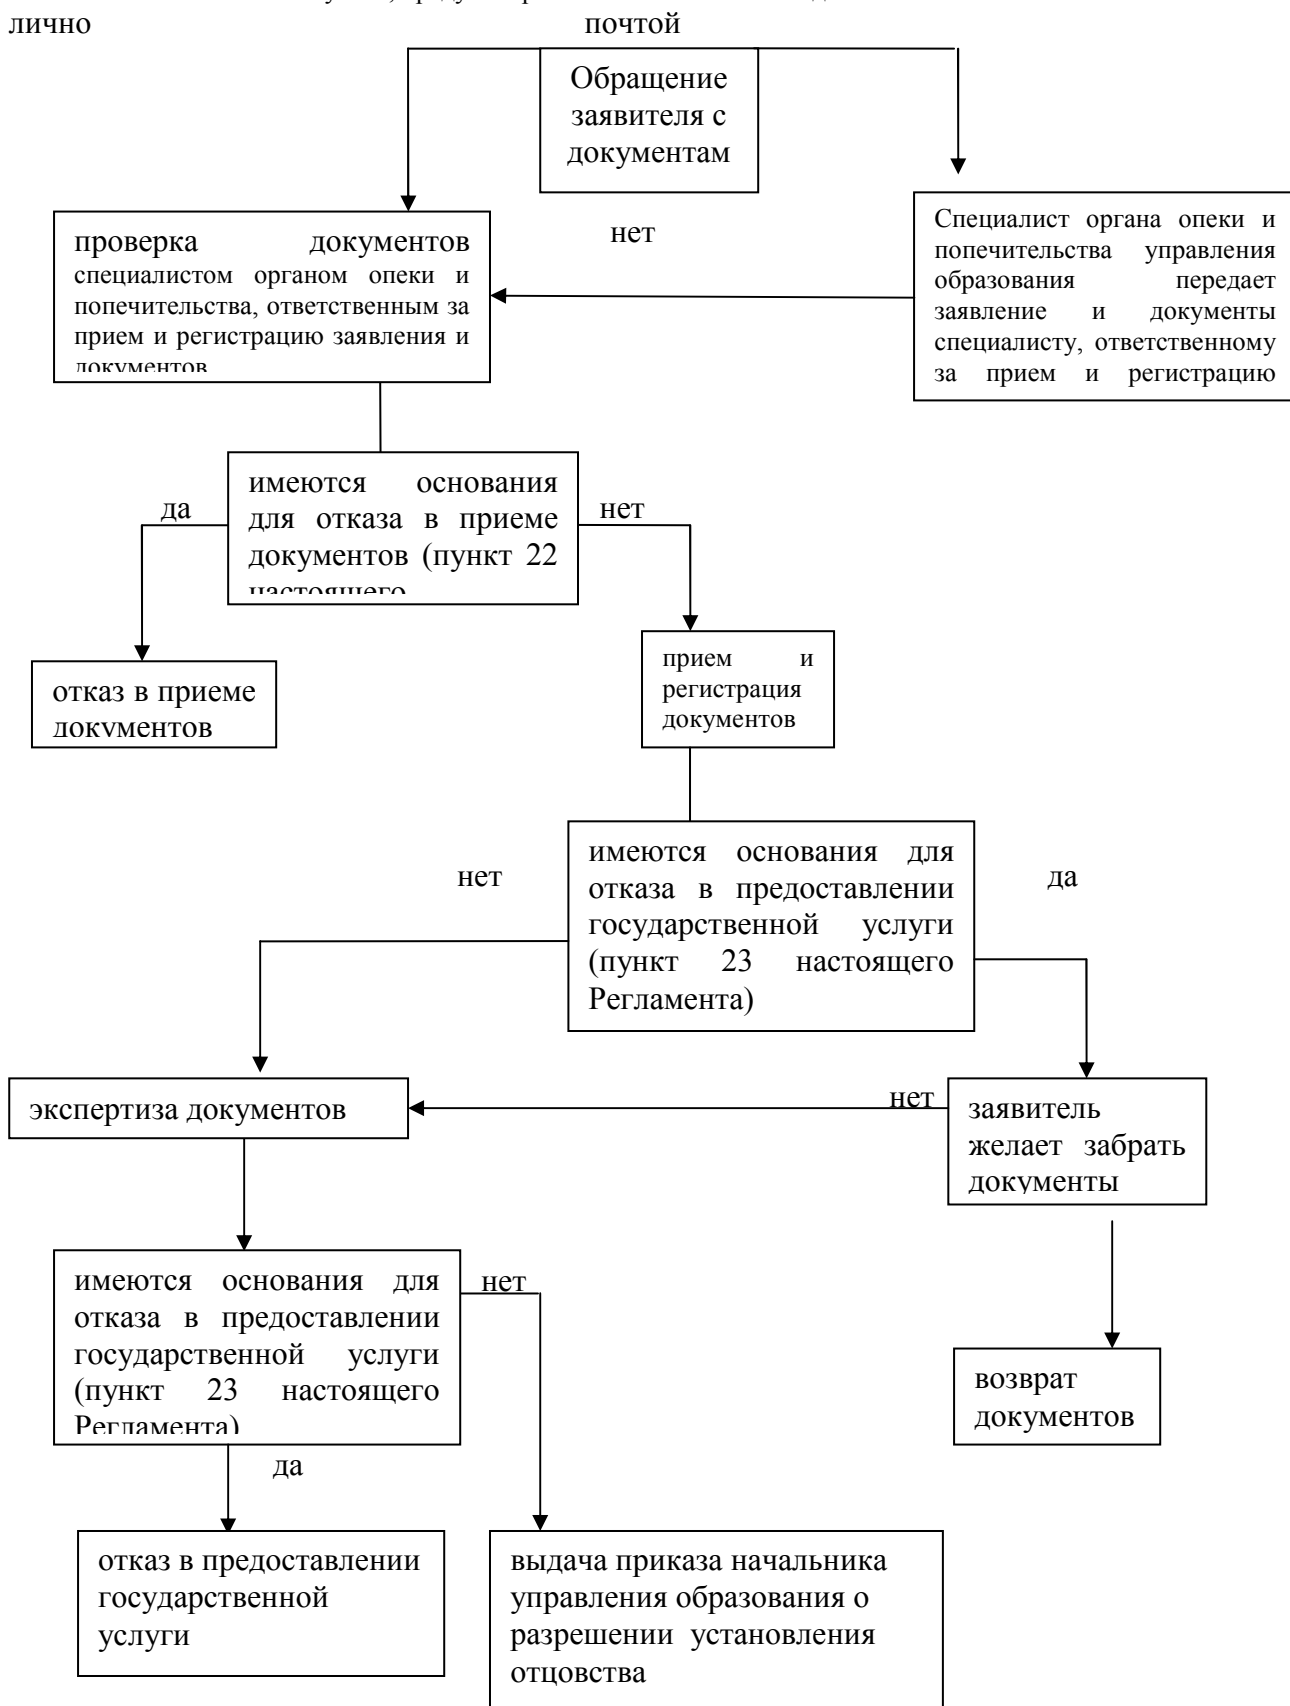 лично почтой
Обращение
заявителя с
документам
нет
проверка документов
специалистом органом опеки и
попечительства, ответственным за
прием и регистрацию заявления и
документов
Специалист органа опеки и
попечительства управления
образования передает
заявление и документы
специалисту, ответственному
за прием и регистрацию
да
имеются основания
для отказа в приеме
документов (пункт 22
настоящего
нет
отказ в приеме
документов
прием и
регистрация
документов
нет
имеются основания для
отказа в предоставлении
государственной услуги
(пункт 23 настоящего
Регламента)
да
экспертиза документов
нет
заявитель
желает забрать
документы
имеются основания для
отказа в предоставлении
государственной услуги
(пункт 23 настоящего
Регламента)
нет
возврат
документов
да
отказ в предоставлении
государственной
услуги
выдача приказа начальника
управления образования о
разрешении установления
отцовства